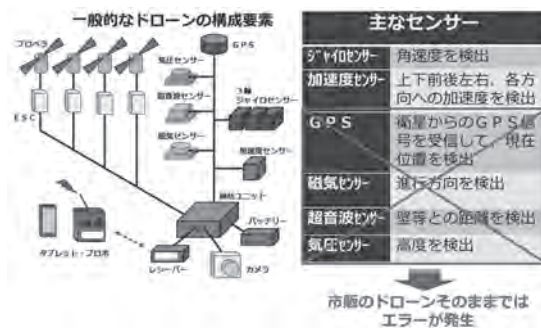 一般的なドローンの構成要素
プロペラ
GPS
気圧センサー
超音波センサー
3軸
ジャイロセンサー
磁気センサー
ESC
加速度センサー
制御ユニット
バッテリー
タブレット・プロポ
レシーバー
カメラ
主なセンサー
ジャイロセンサー 角速度を検出
加速度センサー 上下前後左右、各方
向への加速度を検出
GPS 衛星からのGPS信
号を受信して、現在
位置を検出
磁気センサー 進行方向を検出
超音波センサー 壁等との距離を検出
気圧センサー 高度を検出
市販のドローンそのままでは
エラーが発生